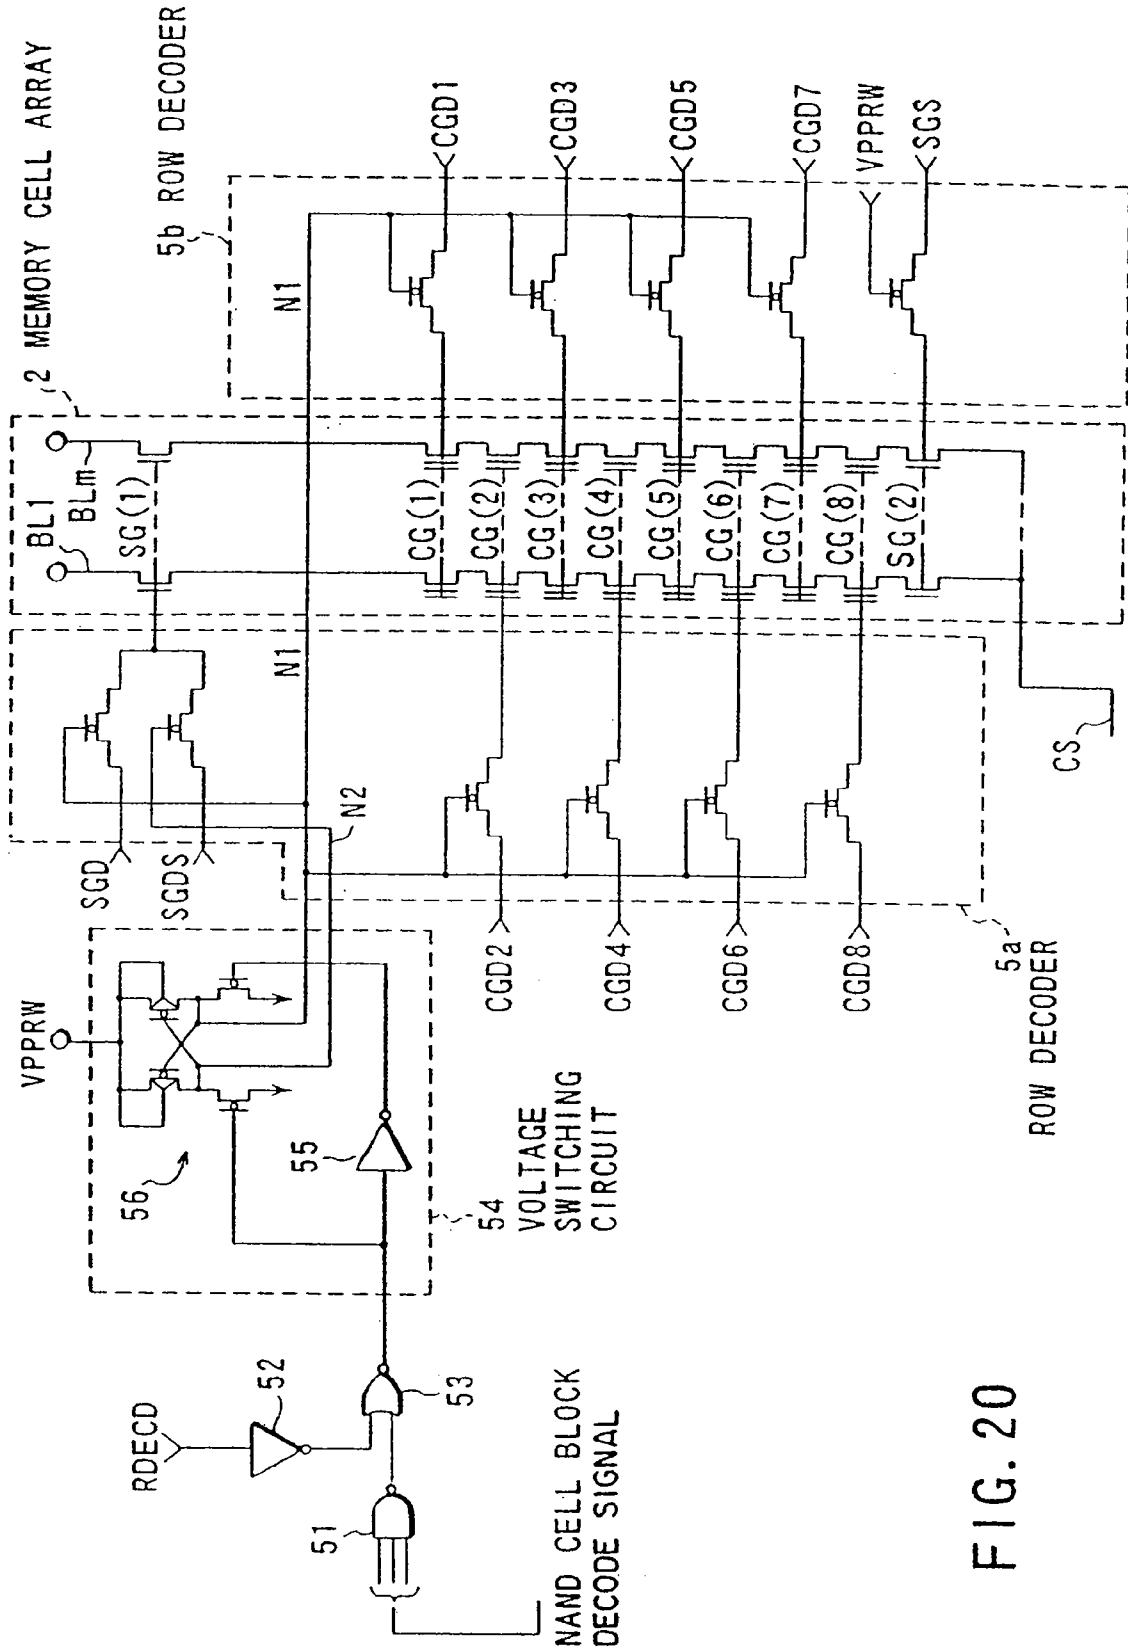 2 MEMORY CELL ARRAY
5b ROW DECODER
BL1
BLm
SG(1)
N1
N1
N2
SGD
SGDS
VPPRW
56
55
54
VOLTAGE
SWITCHING
CIRCUIT
RDECD
52
53
51
NAND CELL BLOCK
DECODE SIGNAL
CG(1)
CG(2)
CG(3)
CG(4)
CG(5)
CG(6)
CG(7)
CG(8)
SG(2)
CGD1
CGD3
CGD5
CGD7
VPPRW
SGS
CGD2
CGD4
CGD6
CGD8
CS
5a
ROW DECODER
FIG. 20